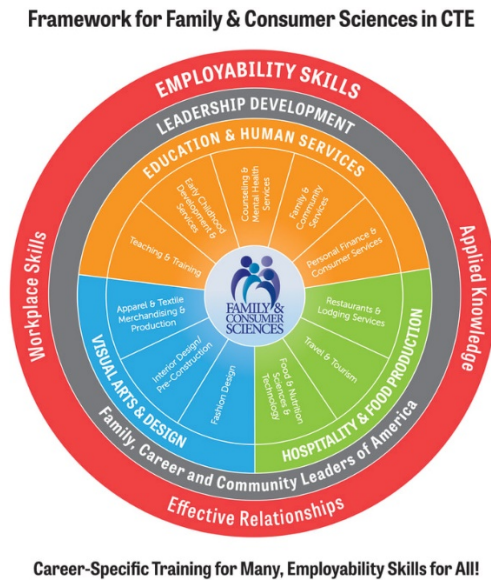 Framework for Family & Consumer Sciences in CTE
EMPLOYABILITY SKILLS
LEADERSHIP DEVELOPMENT
EDUCATION & HUMAN SERVICES
Teaching & Training
Early Childhood
Development &
Services
Counseling &
Mental Health
Services
Family &
Community
Services
Personal Finance &
Consumer Services
Workplace Skills
Applied Knowledge
FAMILY &
CONSUMER
SCIENCES
Apparel & Textile
Merchandising &
Production
Interior Design/
Pre-Construction
Fashion Design
VISUAL ARTS & DESIGN
Restaurants &
Lodging Services
Travel & Tourism
Food & Nutrition
Sciences &
Technology
HOSPITALITY & FOOD PRODUCTION
Family, Career and Community Leaders of America
Effective Relationships
Career-Specific Training for Many, Employability Skills for All!